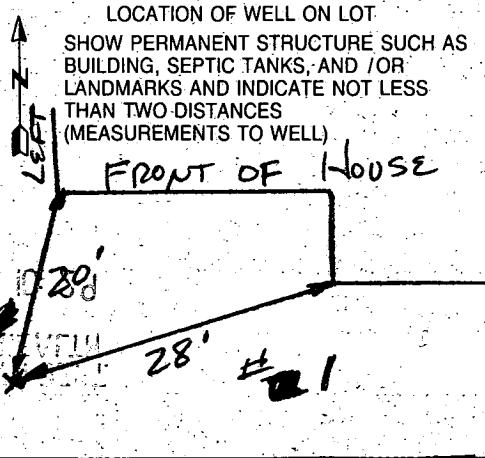 LOCATION OF WELL ON LOT
SHOW PERMANENT STRUCTURE SUCH AS
BUILDING, SEPTIC TANKS, AND / OR
LANDMARKS AND INDICATE NOT LESS
THAN TWO DISTANCES
(MEASUREMENTS TO WELL)
N
FRONT OF HOUSE
20'
28'
# 1